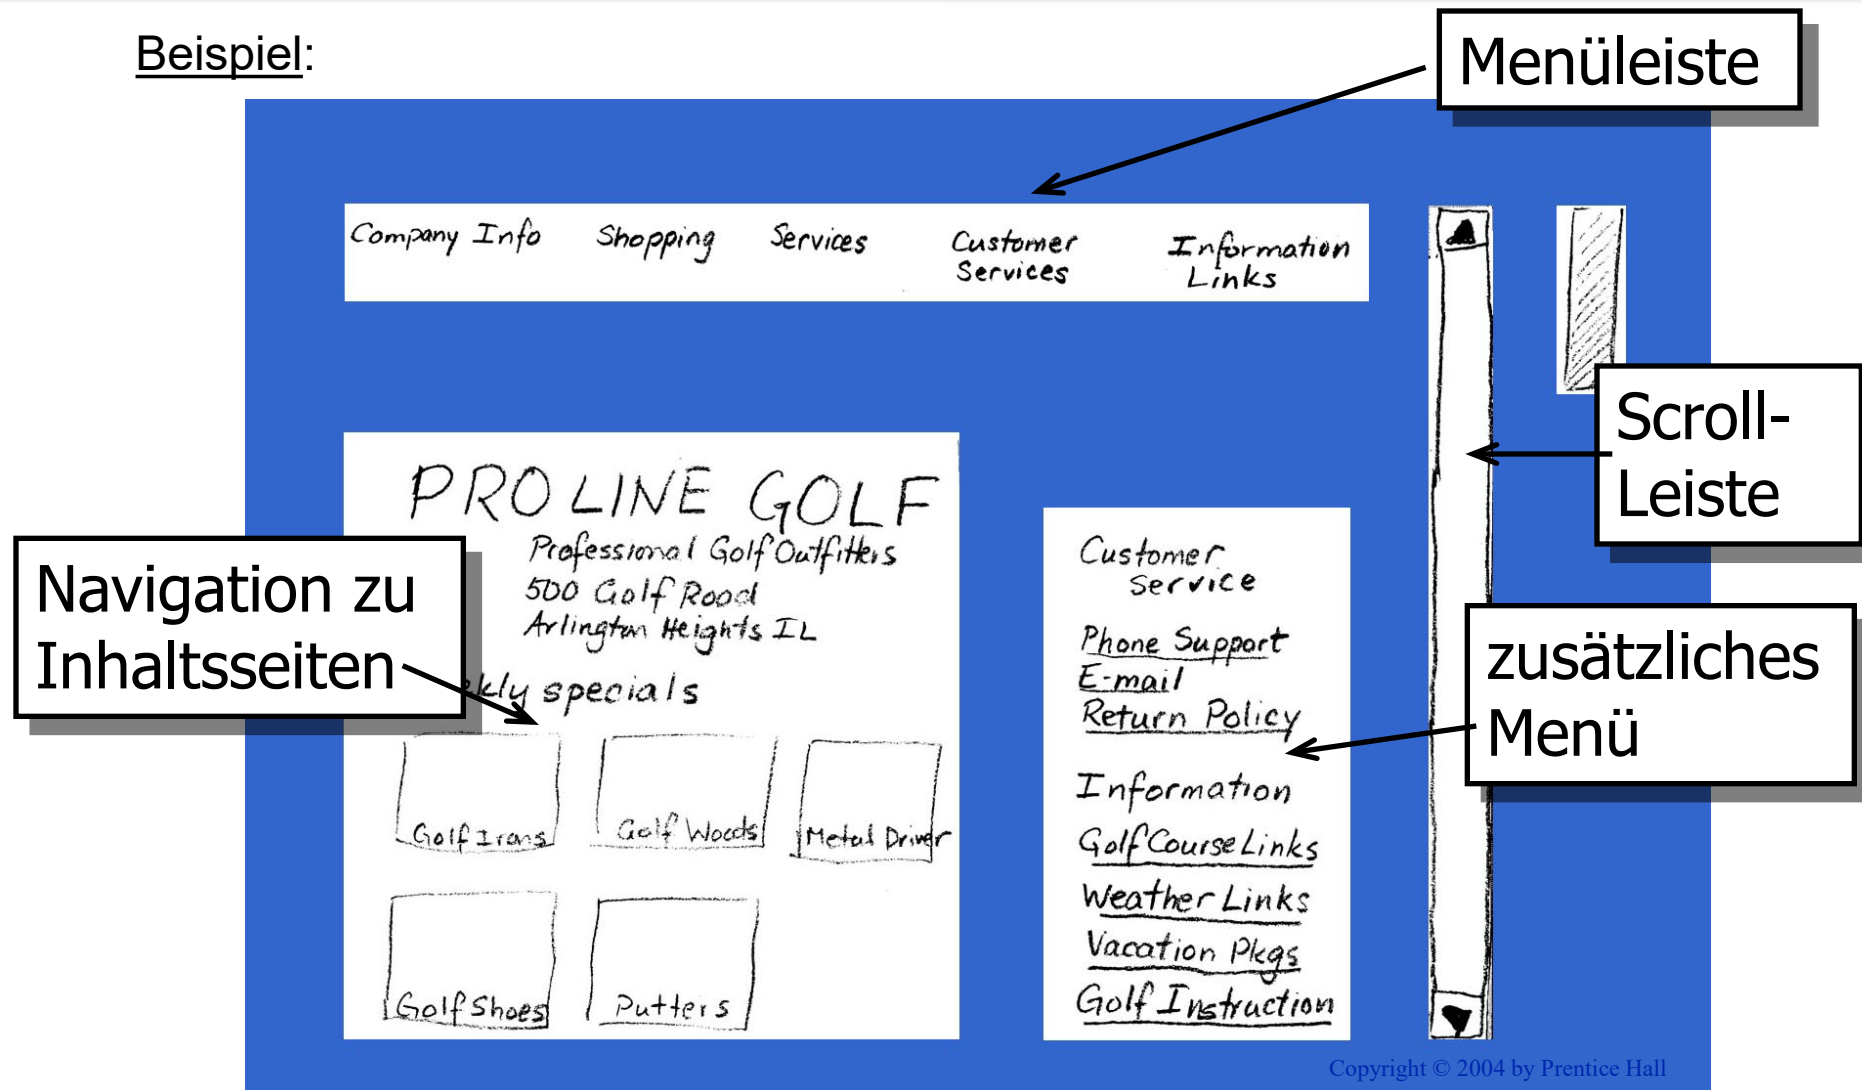 Beispiel:
Menüleiste
Company Info Shopping Services Customer Services Information Links
Scroll-
Leiste
PRO LINE GOLF
Professional Golf Outfitters
500 Golf Road
Arlington Heights IL
Navigation zu
Inhaltsseiten
specials
Golf Irons Golf Woods Metal Driver
Golf Shoes Putters
Customer
Service
Phone Support
E-mail
Return Policy
zusätzliches
Menü
Information
Golf Course Links
Weather Links
Vacation Pkgs
Golf Instruction
Copyright © 2004 by Prentice Hall